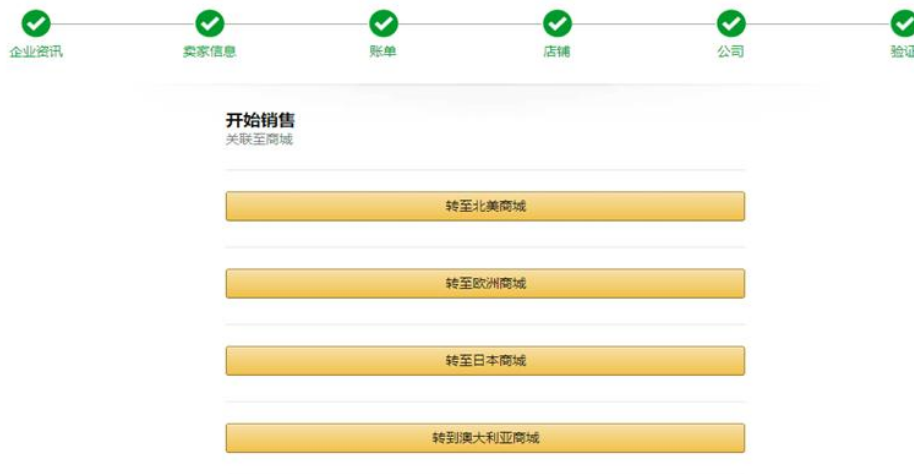 企业资讯 卖家信息 账单 店铺 公司 验证
开始销售
关联至商城
转至北美商城
转至欧洲商城
转至日本商城
转到澳大利亚商城